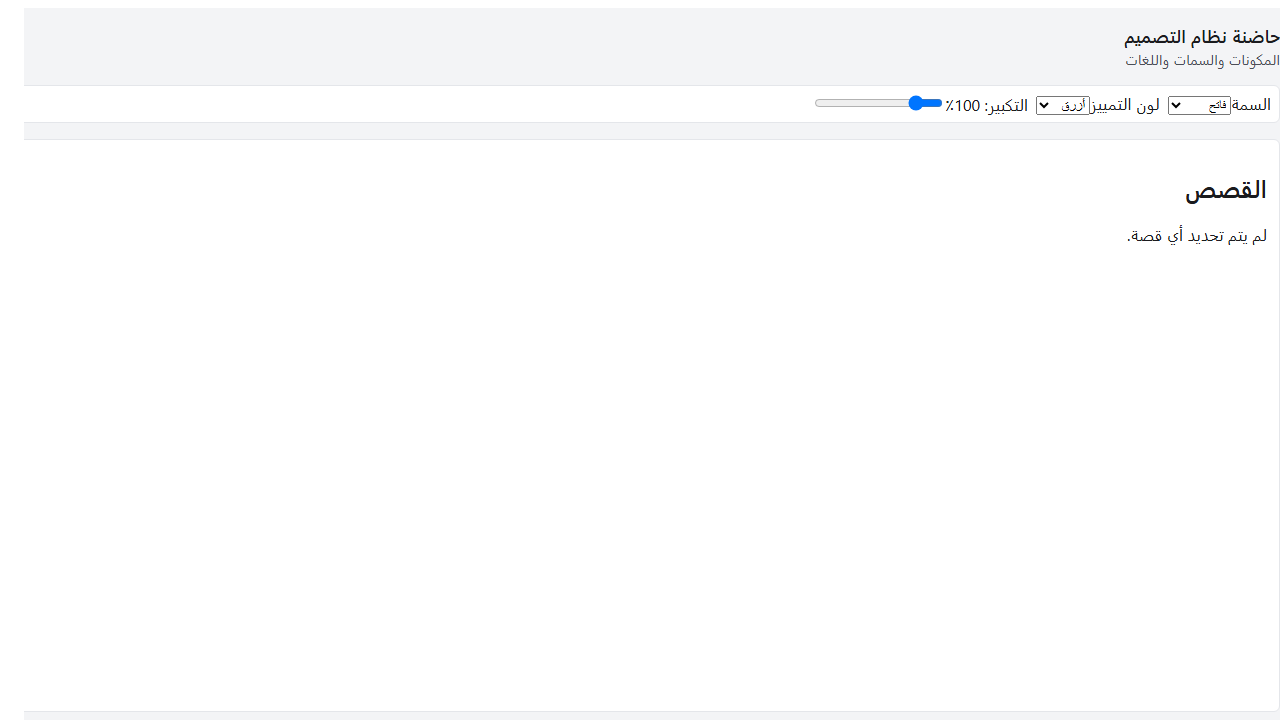 حاضنة نظام التصميم
المكونات والسمات واللغات
السمة فاتح لون التمييز أزرق التكبير: 100٪
القصص
لم يتم تحديد أي قصة.